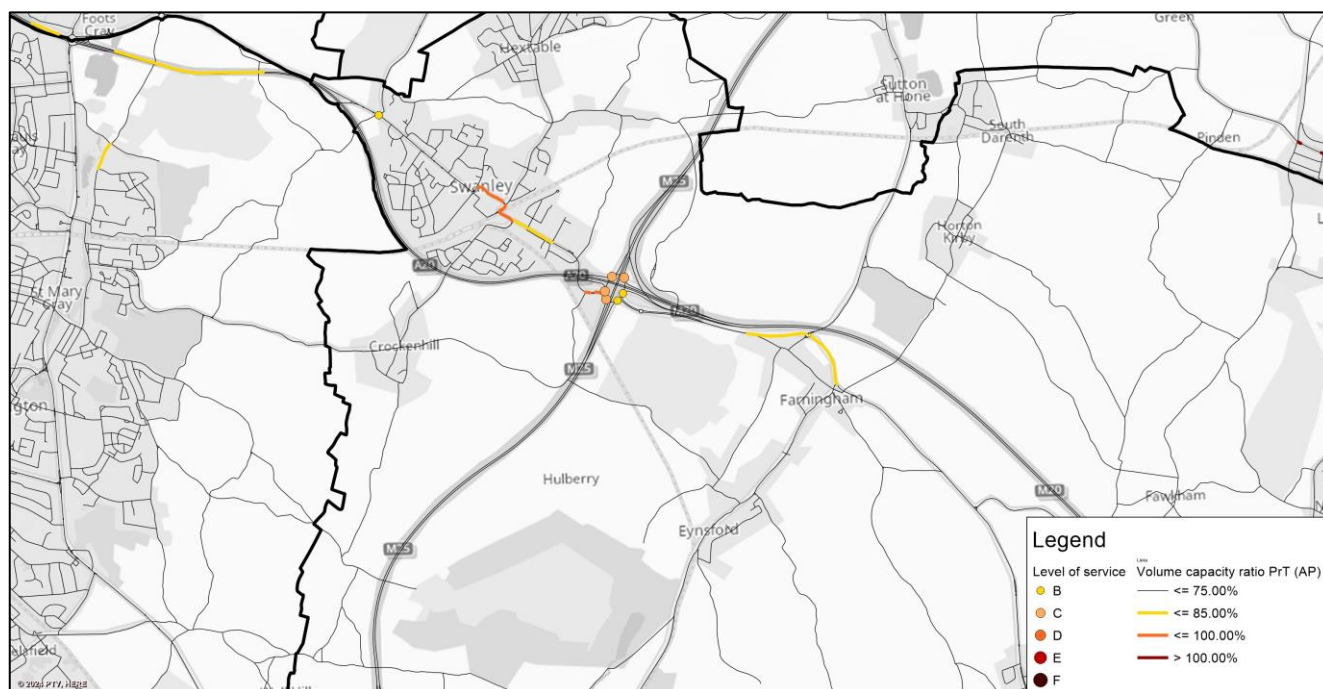 Foots
Cray
Hextable
Green
Sutton
at Hone
South
Darenth
Pinden
Swanley
M25
Horton
Kirby
A20
A20
St Mary
Cray
A20
Crockenhill
M25
Farningham
Hulberry
M20
Fawkham
Eynsford
M25
Legend
Level of service
Volume capacity ratio PrT (AP)
B
<= 75.00%
C
<= 85.00%
D
<= 100.00%
E
> 100.00%
F
© 2024 PTV, HERE